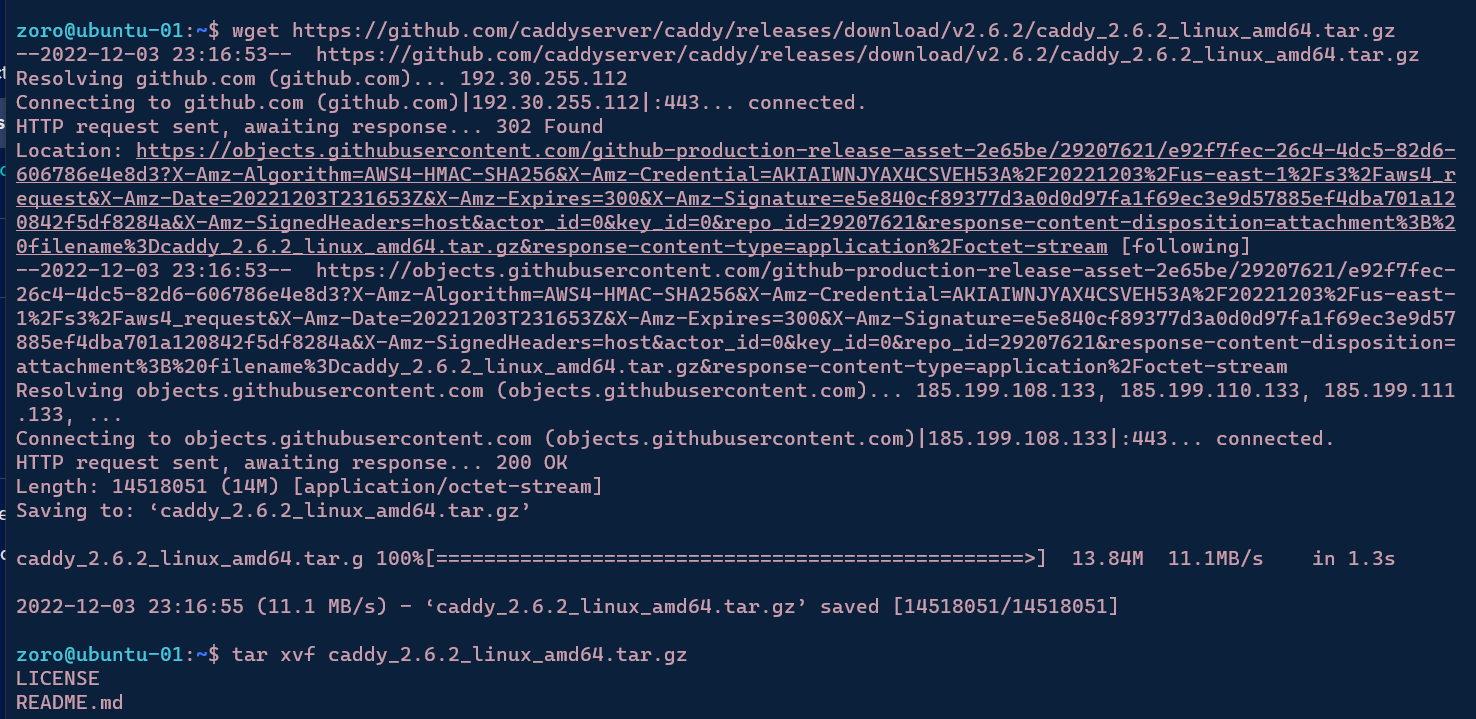 zoro@ubuntu-01:~$ wget https://github.com/caddyserver/caddy/releases/download/v2.6.2/caddy_2.6.2_linux_amd64.tar.gz
--2022-12-03 23:16:53--  https://github.com/caddyserver/caddy/releases/download/v2.6.2/caddy_2.6.2_linux_amd64.tar.gz
Resolving github.com (github.com)... 192.30.255.112
Connecting to github.com (github.com)|192.30.255.112|:443... connected.
HTTP request sent, awaiting response... 302 Found
Location: https://objects.githubusercontent.com/github-production-release-asset-2e65be/29207621/e92f7fec-26c4-4dc5-82d6-
606786e4e8d3?X-Amz-Algorithm=AWS4-HMAC-SHA256&X-Amz-Credential=AKIAIWNJYAX4CSVEH53A%2F20221203%2Fus-east-1%2Fs3%2Faws4_r
equest&X-Amz-Date=20221203T231653Z&X-Amz-Expires=300&X-Amz-Signature=e5e840cf89377d3a0d0d97fa1f69ec3e9d57885ef4dba701a12
0842f5df8284a&X-Amz-SignedHeaders=host&actor_id=0&key_id=0&repo_id=29207621&response-content-disposition=attachment%3B%2
0filename%3Dcaddy_2.6.2_linux_amd64.tar.gz&response-content-type=application%2Foctet-stream [following]
--2022-12-03 23:16:53--  https://objects.githubusercontent.com/github-production-release-asset-2e65be/29207621/e92f7fec-
26c4-4dc5-82d6-606786e4e8d3?X-Amz-Algorithm=AWS4-HMAC-SHA256&X-Amz-Credential=AKIAIWNJYAX4CSVEH53A%2F20221203%2Fus-east-
1%2Fs3%2Faws4_request&X-Amz-Date=20221203T231653Z&X-Amz-Expires=300&X-Amz-Signature=e5e840cf89377d3a0d0d97fa1f69ec3e9d57
885ef4dba701a120842f5df8284a&X-Amz-SignedHeaders=host&actor_id=0&key_id=0&repo_id=29207621&response-content-disposition=
attachment%3B%20filename%3Dcaddy_2.6.2_linux_amd64.tar.gz&response-content-type=application%2Foctet-stream
Resolving objects.githubusercontent.com (objects.githubusercontent.com)... 185.199.108.133, 185.199.110.133, 185.199.111
.133, ...
Connecting to objects.githubusercontent.com (objects.githubusercontent.com)|185.199.108.133|:443... connected.
HTTP request sent, awaiting response... 200 OK
Length: 14518051 (14M) [application/octet-stream]
Saving to: ‘caddy_2.6.2_linux_amd64.tar.gz’
caddy_2.6.2_linux_amd64.tar.g 100%[=================================================>]  13.84M  11.1MB/s    in 1.3s
2022-12-03 23:16:55 (11.1 MB/s) - ‘caddy_2.6.2_linux_amd64.tar.gz’ saved [14518051/14518051]
zoro@ubuntu-01:~$ tar xvf caddy_2.6.2_linux_amd64.tar.gz
LICENSE
README.md